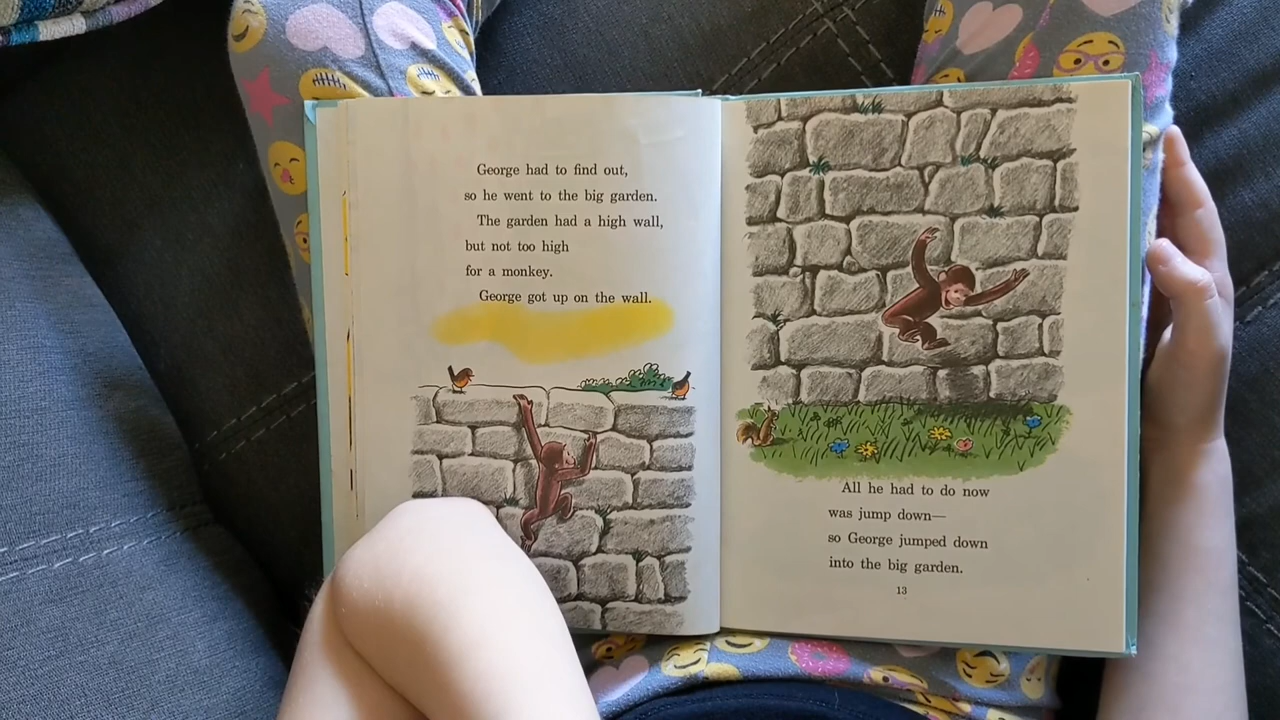 George had to find out,
so he went to the big garden.
The garden had a high wall,
but not too high
for a monkey.
George got up on the wall.
All he had to do now
was jump down—
so George jumped down
into the big garden.
13